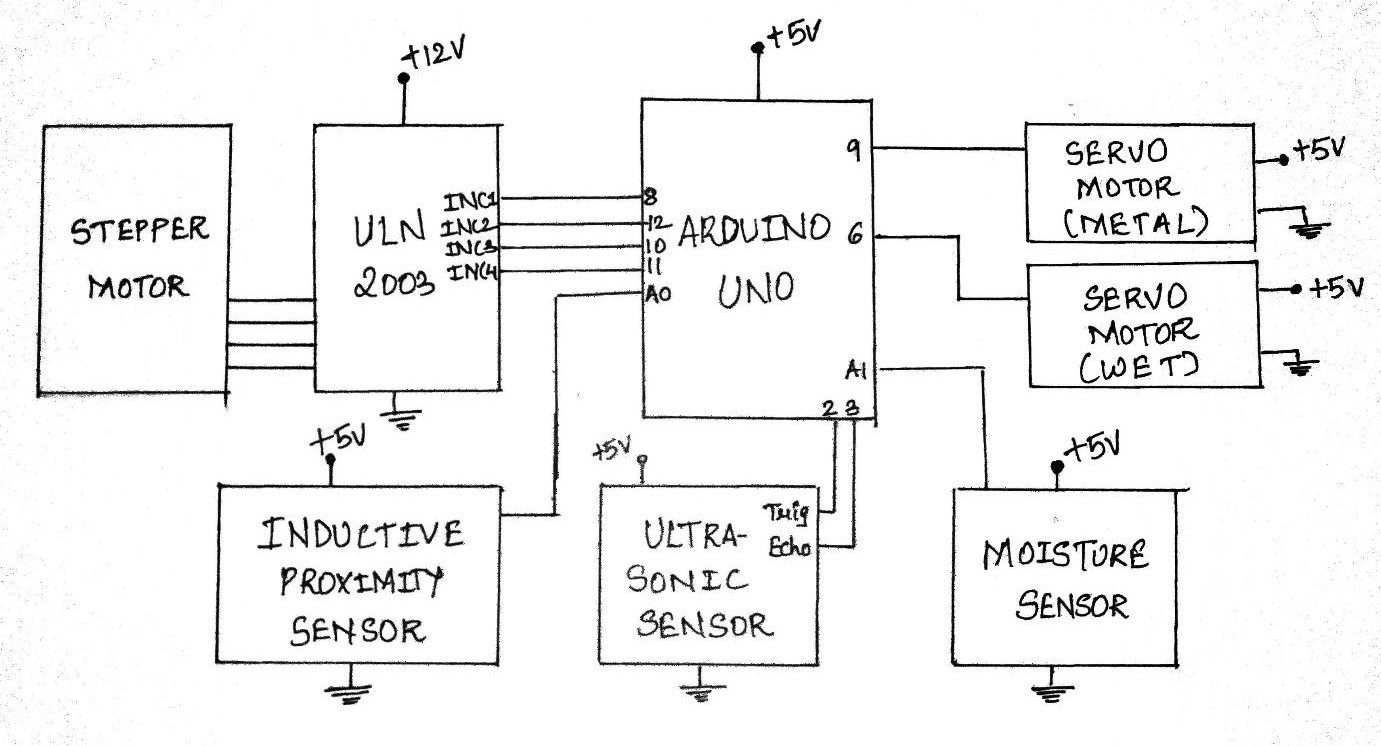 +12V
+5V
STEPPER
MOTOR
ULN
2003
INC1
INC2
INC3
INC4
8
12
10
11
A0
ARDUINO
UNO
9
6
A1
2 3
SERVO
MOTOR
(METAL)
+5V
SERVO
MOTOR
(WET)
+5V
+5V
INDUCTIVE
PROXIMITY
SENSOR
+5V
ULTRA-
SONIC
SENSOR
Trig
Echo
+5V
MOISTURE
SENSOR